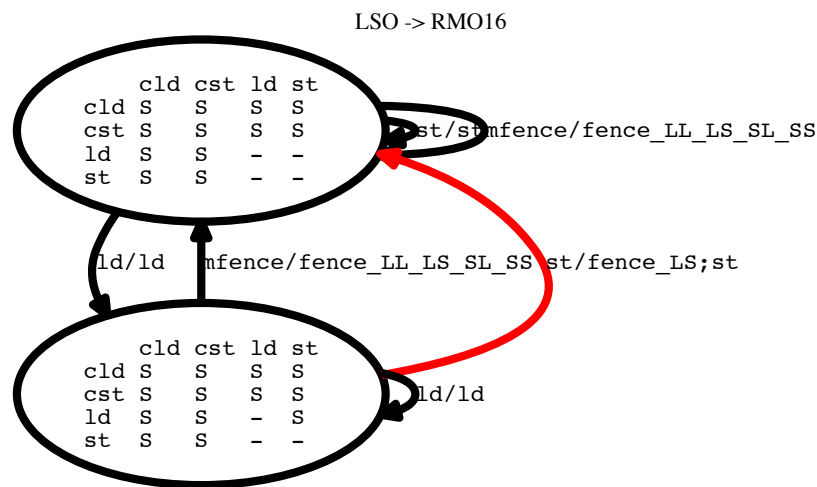 LSO -> RMO16
cld cst ld st
cld S S S S
cst S S S S
ld S S - -
st S S - -
st/st
mfence/fence_LL_LS_SL_SS
ld/ld
mfence/fence_LL_LS_SL_SS
st/fence_LS;st
cld cst ld st
cld S S S S
cst S S S S
ld S S - S
st S S - -
ld/ld